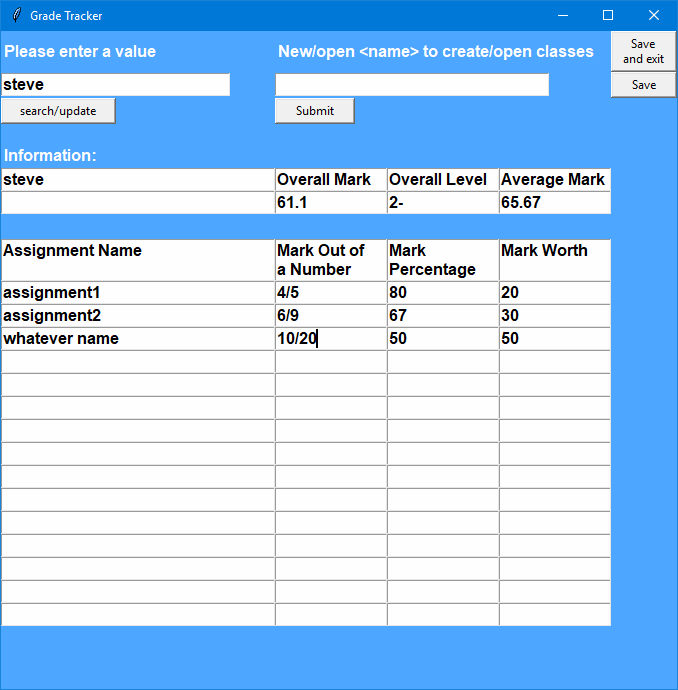 Grade Tracker
Please enter a value
New/open <name> to create/open classes
Save
and exit
steve
Save
search/update
Submit
Information:
steve Overall Mark Overall Level Average Mark
61.1 2- 65.67
Assignment Name Mark Out of Mark Mark Worth
a Number Percentage
assignment1 4/5 80 20
assignment2 6/9 67 30
whatever name 10/20 50 50